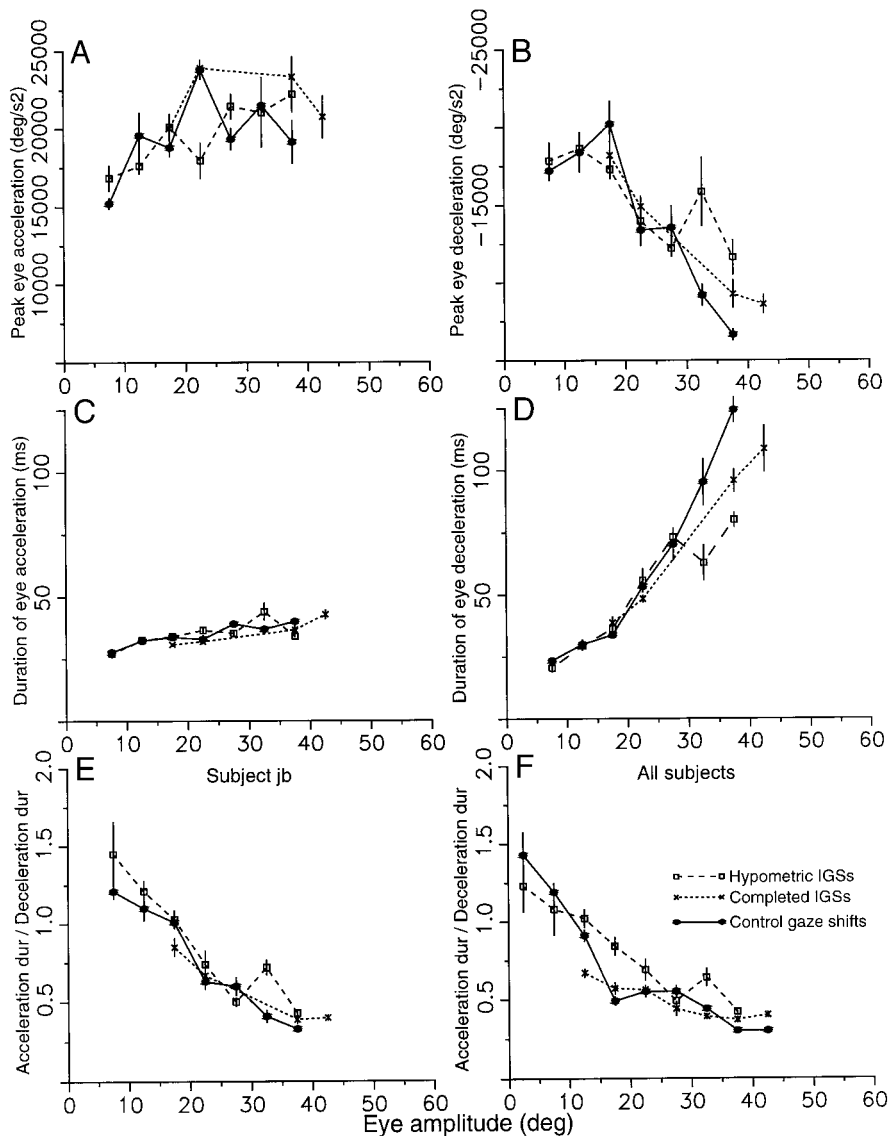 A
Peak eye acceleration (deg/s2)
10000 15000 20000 25000
0 10 20 30 40 50 60
B
Peak eye deceleration (deg/s2)
-15000 -25000
0 10 20 30 40 50 60
C
Duration of eye acceleration (ms)
50 100
0 10 20 30 40 50 60
D
Duration of eye deceleration (ms)
50 100
0 10 20 30 40 50 60
E
Subject jb
Acceleration dur / Deceleration dur
0.5 1.0 1.5 2.0
0 10 20 30 40 50 60
F
All subjects
Acceleration dur / Deceleration dur
0.5 1.0 1.5 2.0
Hypometric IGSs
Completed IGSs
Control gaze shifts
0 10 20 30 40 50 60
Eye amplitude (deg)